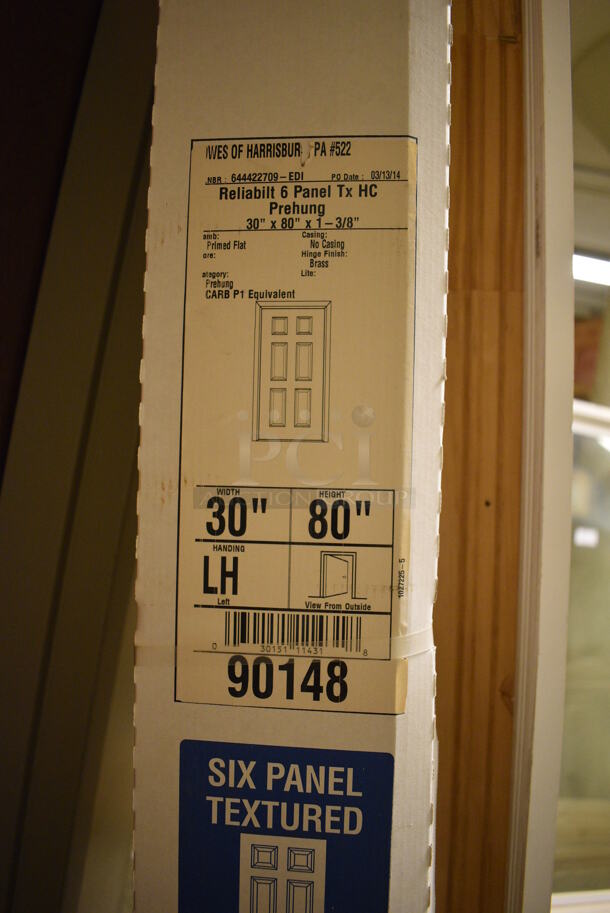 WES OF HARRISBUR PA #522
NBR : 644422709-EDI PO Date : 03/13/14
Reliabilt 6 Panel Tx HC
Prehung
30" x 80" x 1-3/8"
amb: Casing:
Primed Flat No Casing
ore: Hinge Finish:
Brass
ategory: Lite:
Prehung
CARB P1 Equivalent
PCi
AUCTION GROUP
WIDTH HEIGHT
30" 80"
HANDING
LH
Left View From Outside
1027225-5
0 30151 11431 8
90148
SIX PANEL
TEXTURED